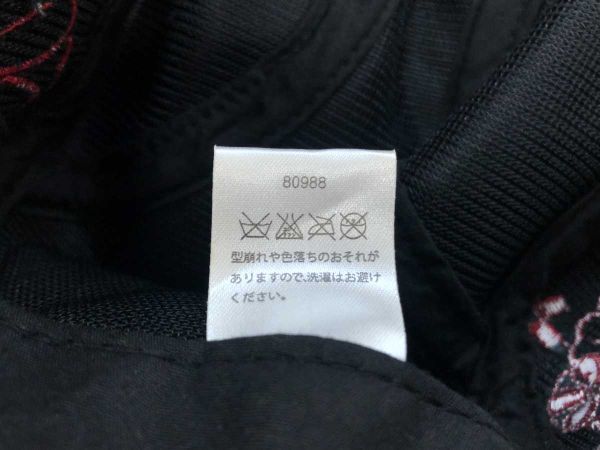 80988
型崩れや色落ちのおそれが
ありますので、洗濯はお避け
ください。